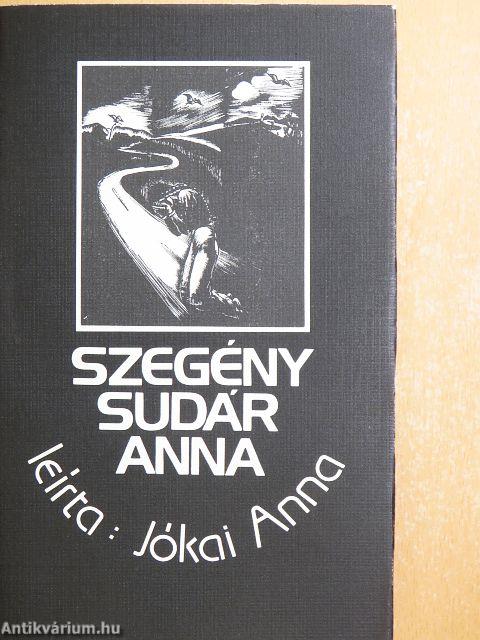 SZEGÉNY
SUDÁR
ANNA
leírta: Jókai Anna
Antikvárium.hu